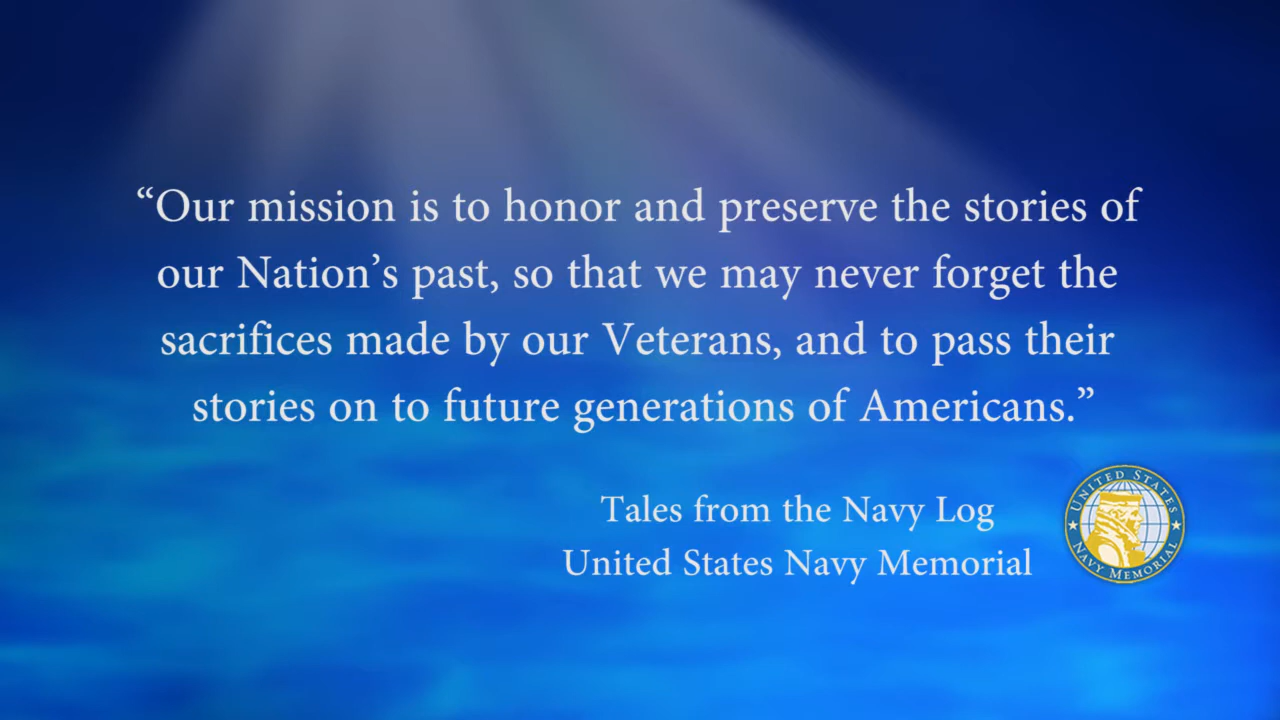 “Our mission is to honor and preserve the stories of
our Nation’s past, so that we may never forget the
sacrifices made by our Veterans, and to pass their
stories on to future generations of Americans.”
Tales from the Navy Log
United States Navy Memorial
UNITED STATES
NAVY MEMORIAL